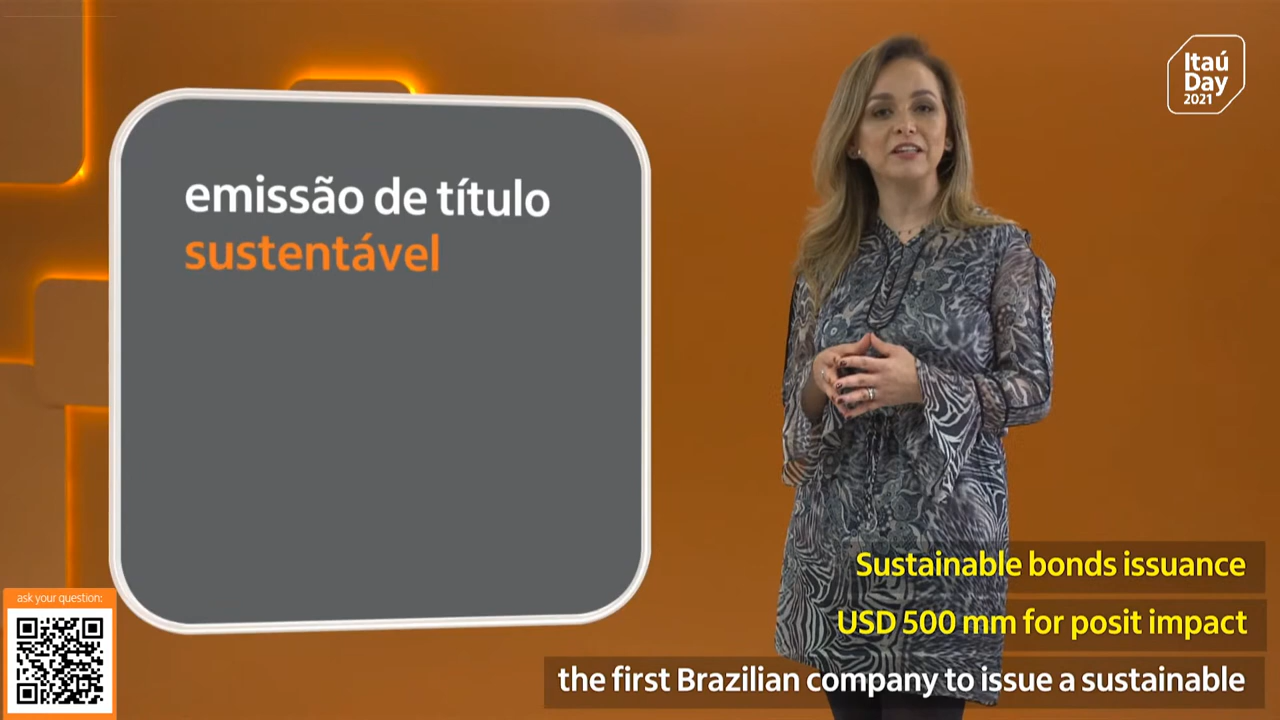 Itaú
Day
2021
emissão de título
sustentável
Sustainable bonds issuance
USD 500 mm for posit impact
the first Brazilian company to issue a sustainable
ask your question: